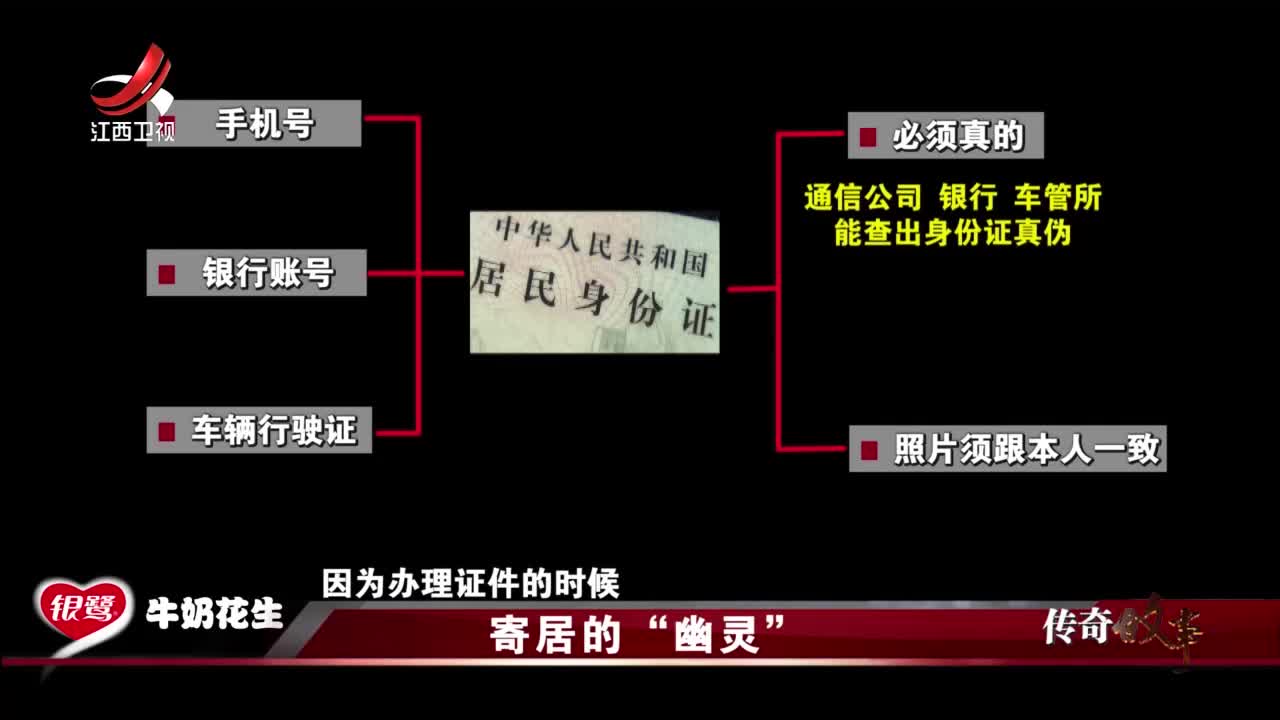 江西卫视
手机号
银行账号
车辆行驶证
中华人民共和国
居民身份证
必须真的
通信公司 银行 车管所
能查出身份证真伪
照片须跟本人一致
因为办理证件的时候
寄居的“幽灵”
银鹭®
牛奶花生
传奇故事